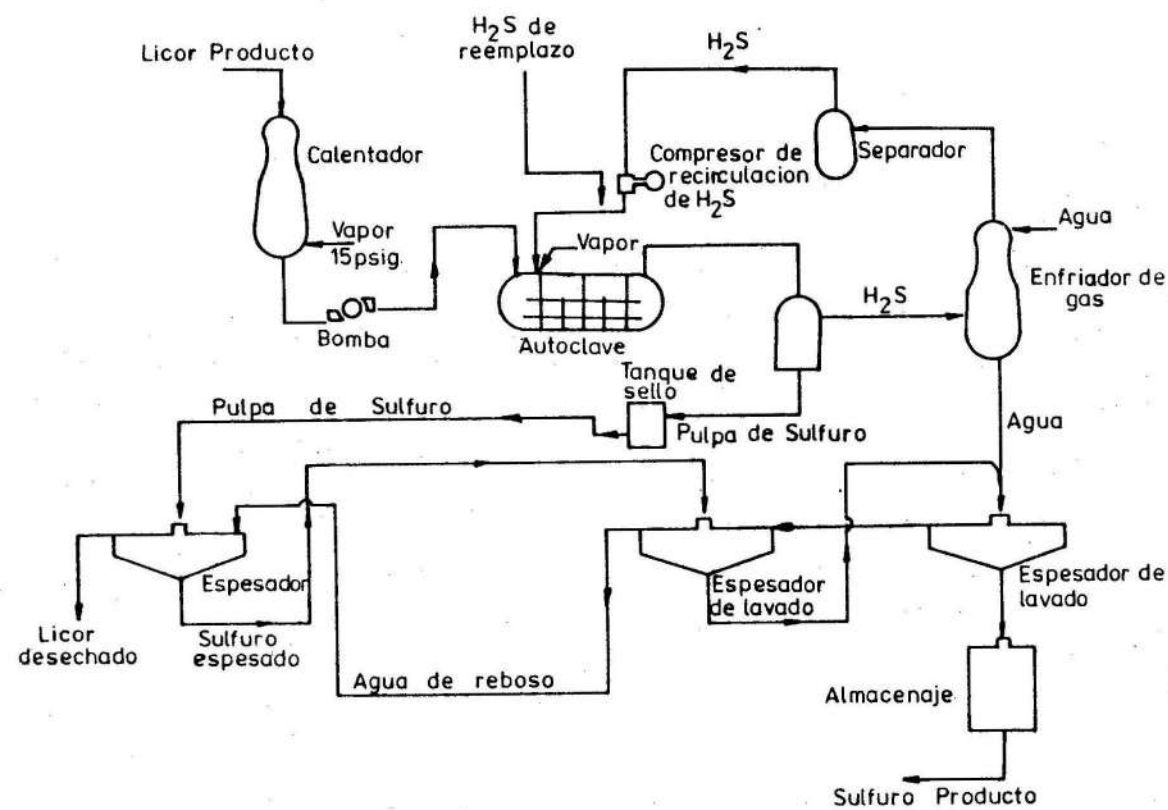 Licor Producto
H₂S de
reemplazo
H₂S
Calentador
Compresor de
recirculacion
de H₂S
Separador
Vapor
15psig.
Vapor
Agua
Enfriador de
gas
H₂S
Bomba
Autoclave
Tanque de
sello
Pulpa de Sulfuro
Pulpa de Sulfuro
Agua
Espesador
Espesador
de lavado
Espesador de
lavado
Licor
desechado
Sulfuro
espesado
Agua de reboso
Almacenaje
Sulfuro Producto